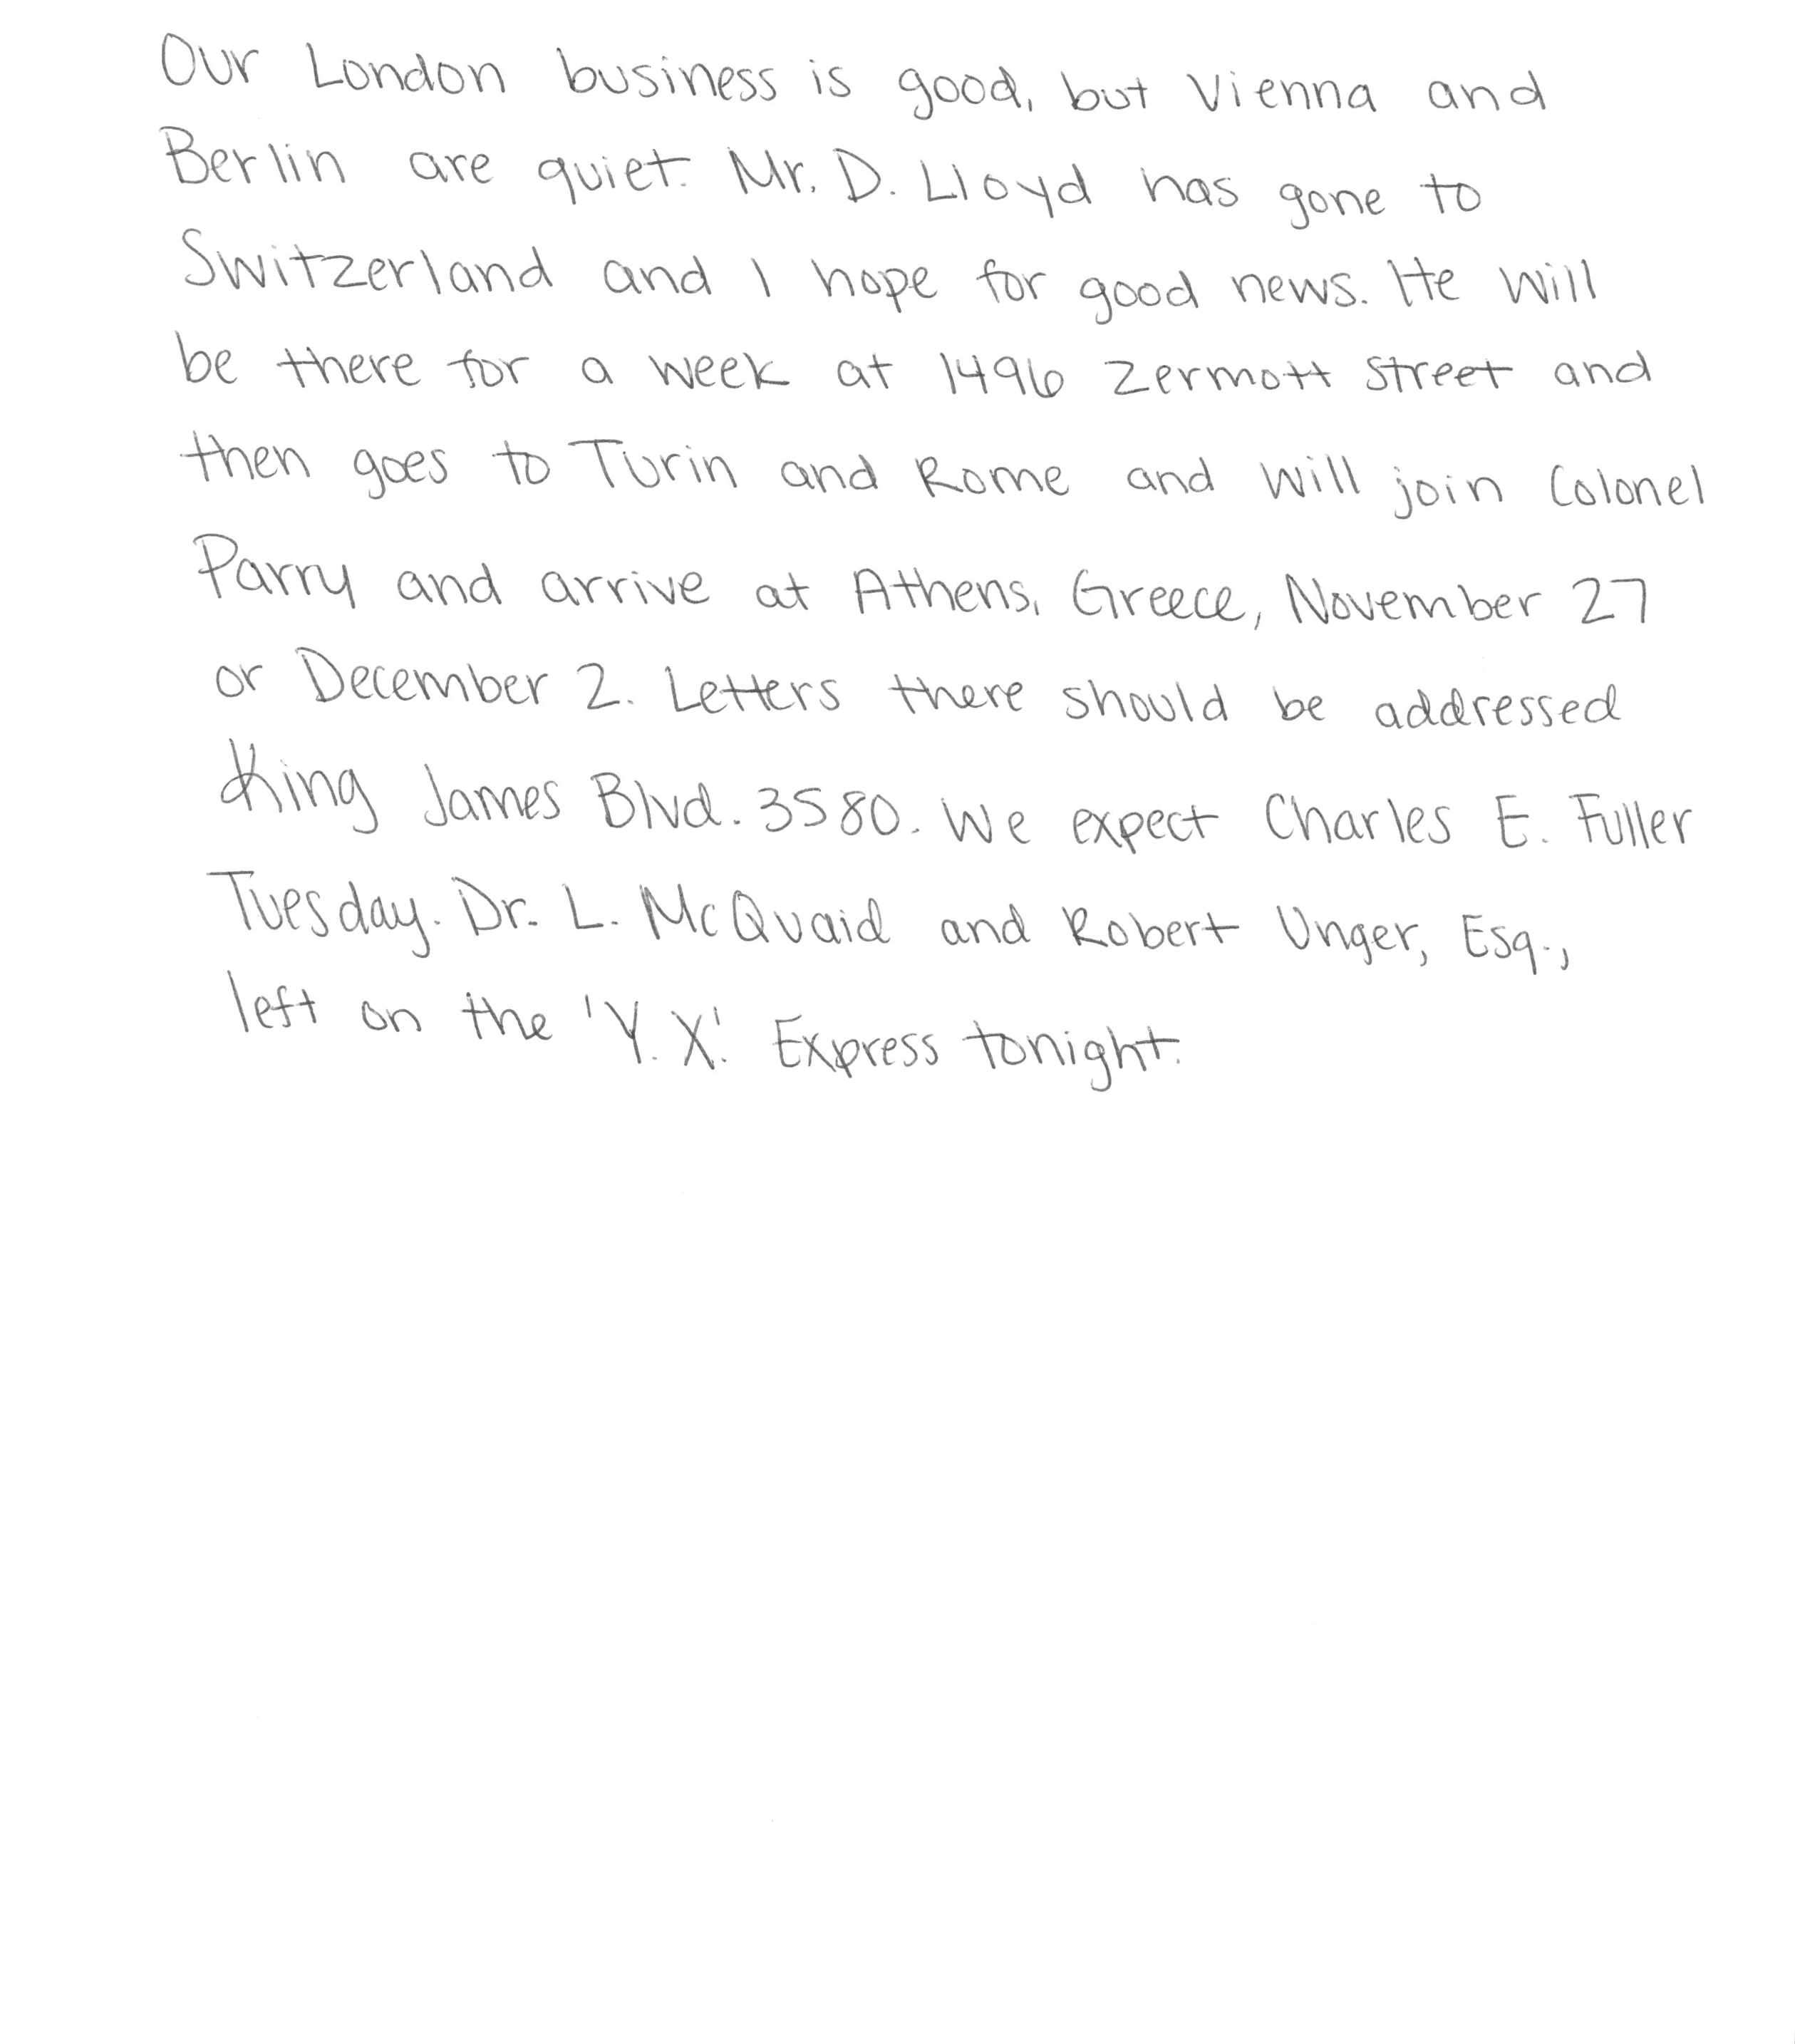 Our London business is good, but Vienna and
Berlin are quiet. Mr. D. Lloyd has gone to
Switzerland and I hope for good news. He will
be there for a week at 1496 Zermott street and
then goes to Turin and Rome and will join Colonel
Parry and arrive at Athens, Greece, November 27
or December 2. Letters there should be addressed
King James Blvd. 3580. We expect Charles E. Fuller
Tuesday. Dr. L. McQuaid and Robert Unger, Esq.,
left on the 'Y.X.' Express tonight.